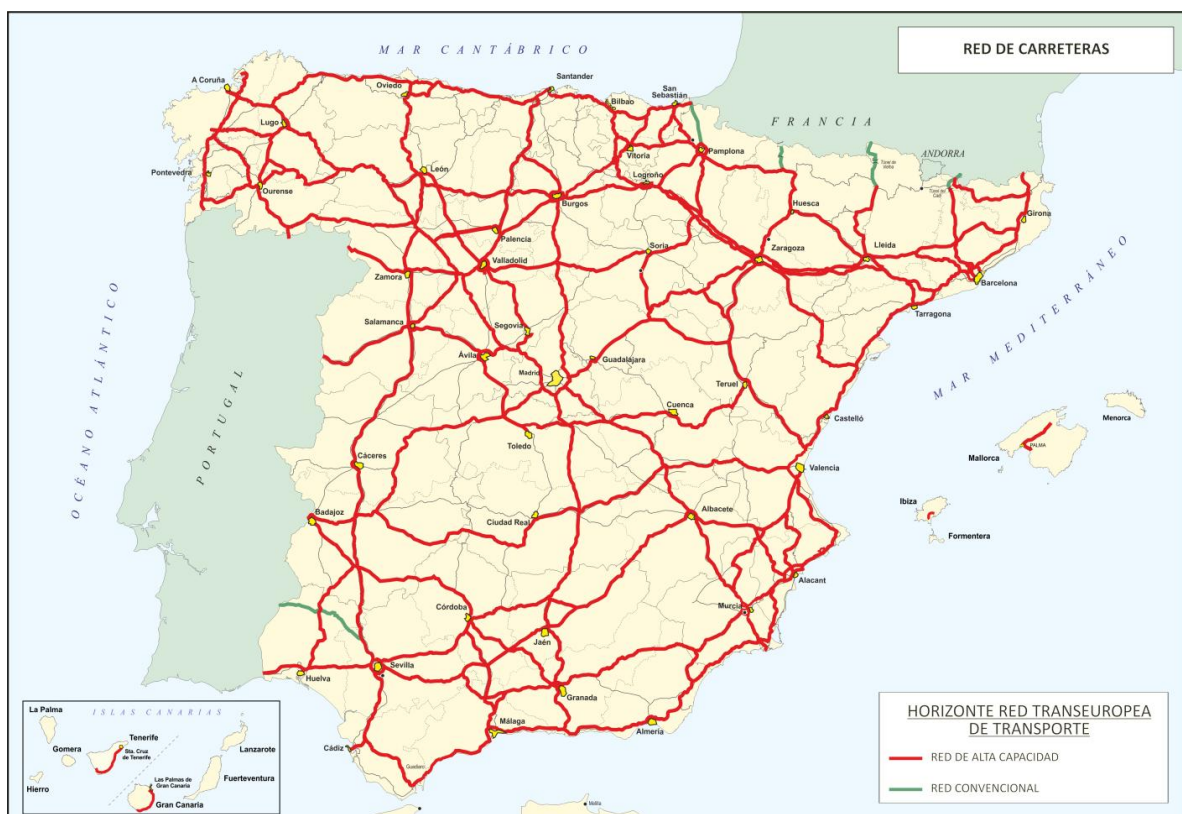 MAR CANTÁBRICO
RED DE CARRETERAS
A Coruña
Oviedo
Santander
Bilbao
San
Sebastián
FRANCIA
Lugo
Vitoria
Pamplona
ANDORRA
Pontevedra
Ourense
León
Logroño
Burgos
Huesca
Girona
Palencia
Soria
Zaragoza
Lleida
Valladolid
Zamora
Barcelona
Tarragona
Salamanca
Segovia
Ávila
Madrid
Guadalájara
Teruel
OCÉANO ATLÁNTICO
PORTUGAL
MAR MEDITERRÁNEO
Cuenca
Castelló
Menorca
Toledo
PALMA
Mallorca
Cáceres
Valencia
Ibiza
Badajoz
Ciudad Real
Albacete
Formentera
Alacant
Córdoba
Murcia
Jaén
Sevilla
Huelva
Granada
Málaga
Almería
Cádiz
Guadiaro
Melilla
ISLAS CANARIAS
La Palma
Tenerife
Sta. Cruz
de Tenerife
Gomera
Lanzarote
Hierro
Las Palmas de
Gran Canaria
Fuerteventura
Gran Canaria
HORIZONTE RED TRANSEUROPEA
DE TRANSPORTE
RED DE ALTA CAPACIDAD
RED CONVENCIONAL